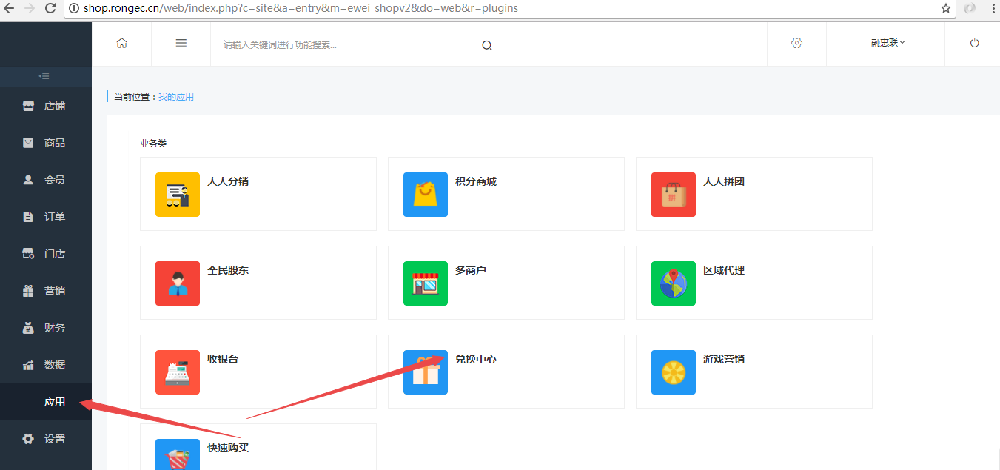 shop.rongec.cn/web/index.php?c=site&a=entry&m=ewei_shopv2&do=web&r=plugins
请输入关键词进行功能搜索...
融惠联
当前位置：我的应用
店铺
商品
会员
订单
门店
营销
财务
数据
应用
设置
业务类
人人分销
积分商城
人人拼团
拼
全民股东
多商户
区域代理
收银台
兑换中心
游戏营销
快速购买